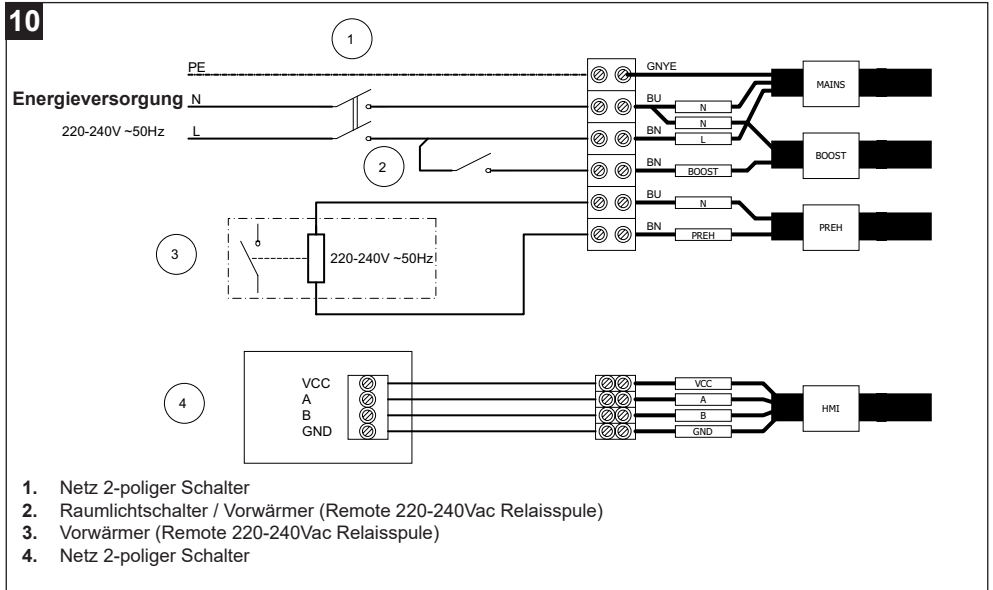 10
1
PE
GNYE
MAINS
Energieversorgung N
BU
N
N
220-240V ~50Hz
L
BN
L
2
BOOST
BN
BOOST
BU
N
PREH
3
220-240V ~50Hz
BN
PREH
4
VCC
A
B
GND
VCC
A
B
GND
HMI
1. Netz 2-poliger Schalter
2. Raumlichtschalter / Vorwärmer (Remote 220-240Vac Relaisspule)
3. Vorwärmer (Remote 220-240Vac Relaisspule)
4. Netz 2-poliger Schalter